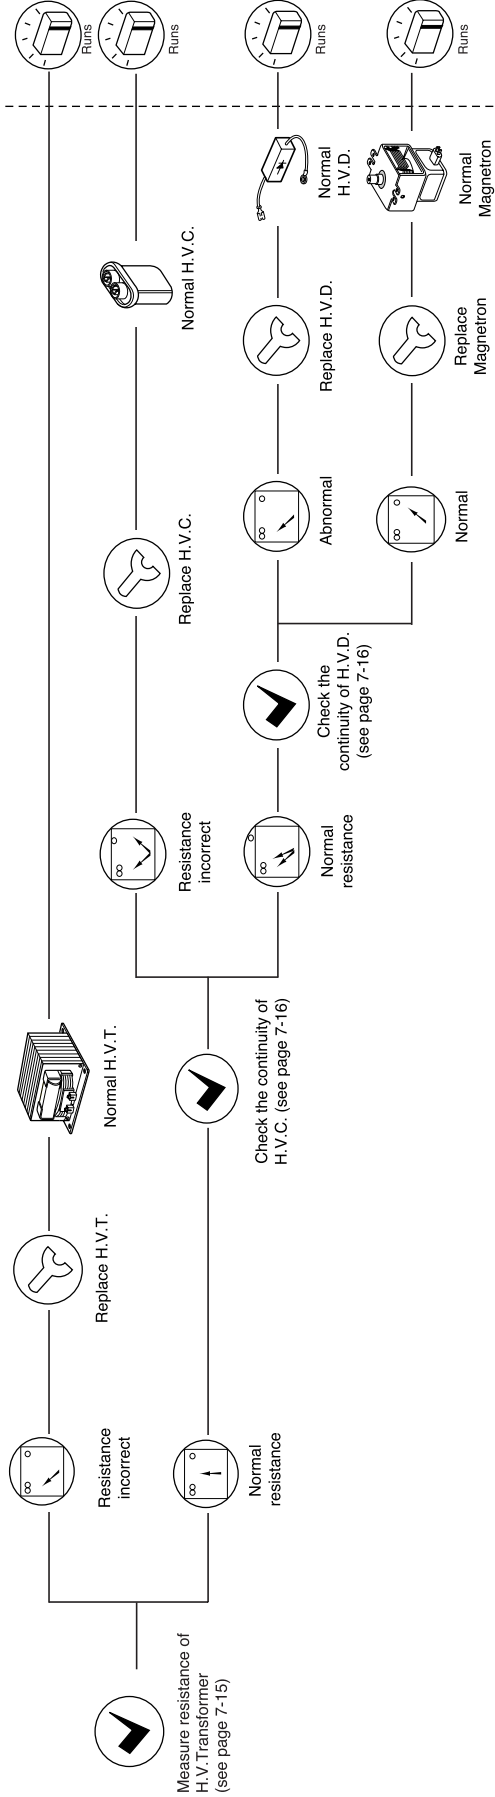 Measure resistance of
H.V.Transformer
(see page 7-15)
Resistance
incorrect
Replace H.V.T.
Normal H.V.T.
Runs
Normal
resistance
Check the continuity of
H.V.C. (see page 7-16)
Resistance
incorrect
Replace H.V.C.
Normal H.V.C.
Runs
Normal
resistance
Check the
continuity of H.V.D.
(see page 7-16)
Abnormal
Replace H.V.D.
Normal
H.V.D.
Runs
Normal
Replace
Magnetron
Normal
Magnetron
Runs